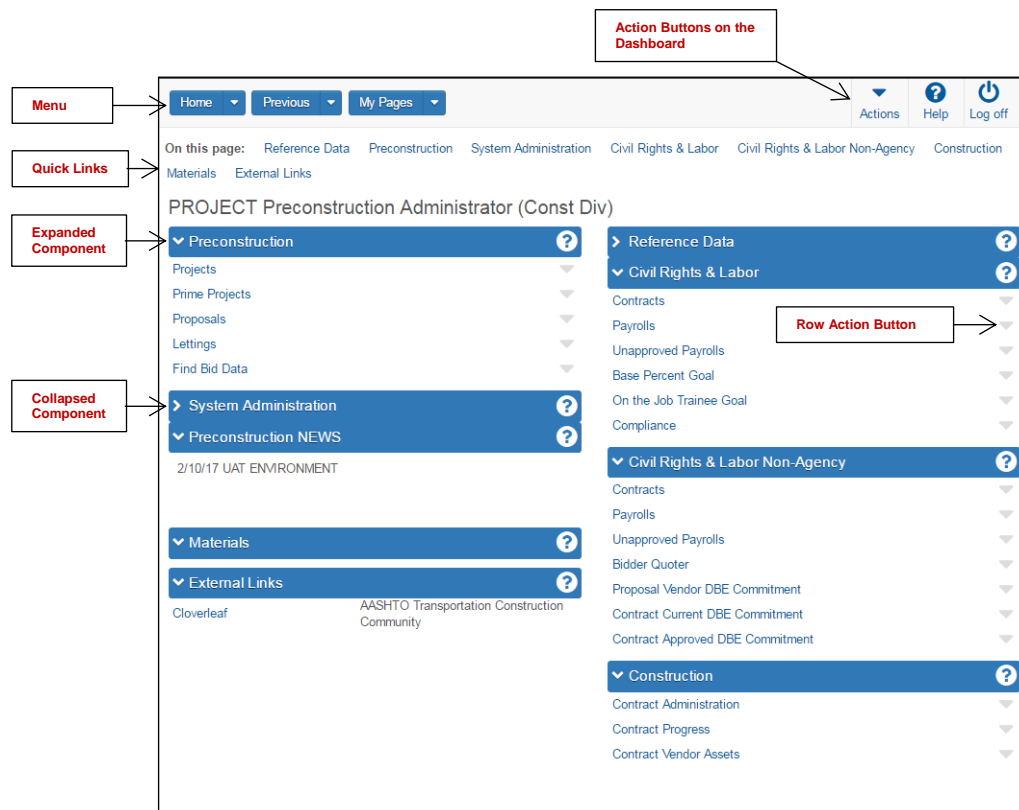 Action Buttons on the
Dashboard
Menu
Home
Previous
My Pages
Actions
Help
Log off
Quick Links
On this page: Reference Data Preconstruction System Administration Civil Rights & Labor Civil Rights & Labor Non-Agency Construction
Materials External Links
PROJECT Preconstruction Administrator (Const Div)
Expanded
Component
Preconstruction
?
Projects
Prime Projects
Proposals
Lettings
Find Bid Data
Collapsed
Component
System Administration
?
Preconstruction NEWS
?
2/10/17 UAT ENVIRONMENT
Materials
?
External Links
?
Cloverleaf
AASHTO Transportation Construction
Community
Reference Data
?
Civil Rights & Labor
?
Contracts
Payrolls
Row Action Button
Unapproved Payrolls
Base Percent Goal
On the Job Trainee Goal
Compliance
Civil Rights & Labor Non-Agency
?
Contracts
Payrolls
Unapproved Payrolls
Bidder Quoter
Proposal Vendor DBE Commitment
Contract Current DBE Commitment
Contract Approved DBE Commitment
Construction
?
Contract Administration
Contract Progress
Contract Vendor Assets